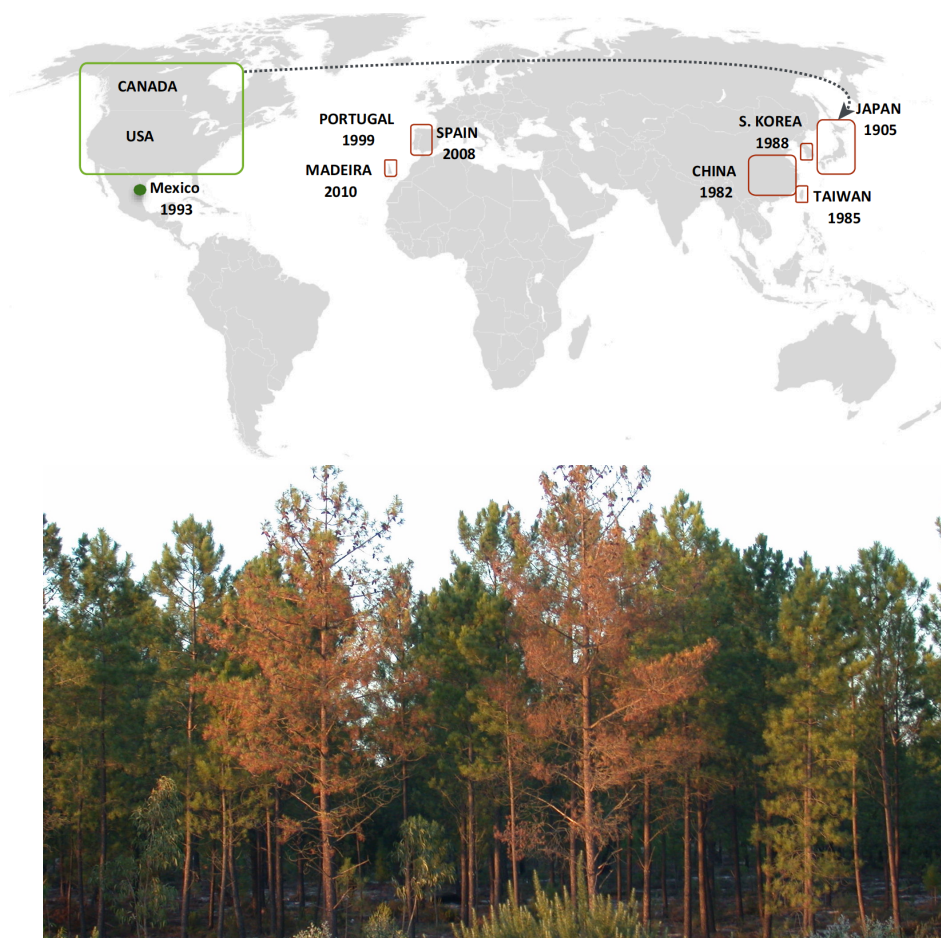 CANADA
USA
Mexico
1993
PORTUGAL
1999
SPAIN
2008
MADEIRA
2010
JAPAN
1905
S. KOREA
1988
CHINA
1982
TAIWAN
1985